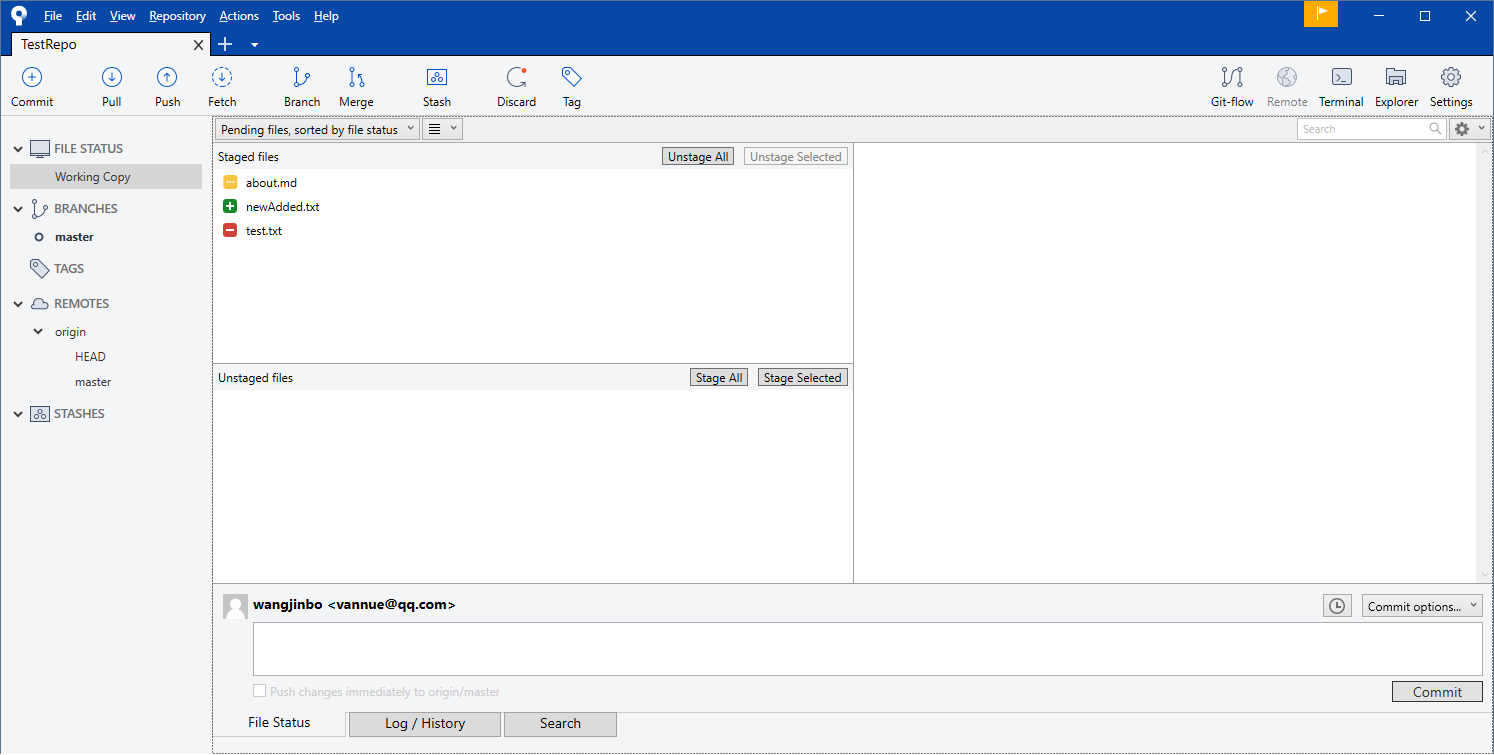 File Edit View Repository Actions Tools Help
TestRepo
Commit Pull Push Fetch Branch Merge Stash Discard Tag Git-flow Remote Terminal Explorer Settings
FILE STATUS
Working Copy
BRANCHES
master
TAGS
REMOTES
origin
HEAD
master
STASHES
Pending files, sorted by file status
Search
Staged files Unstage All Unstage Selected
about.md
newAdded.txt
test.txt
Unstaged files Stage All Stage Selected
wangjinbo <vannue@qq.com> Commit options...
Push changes immediately to origin/master
Commit
File Status Log / History Search